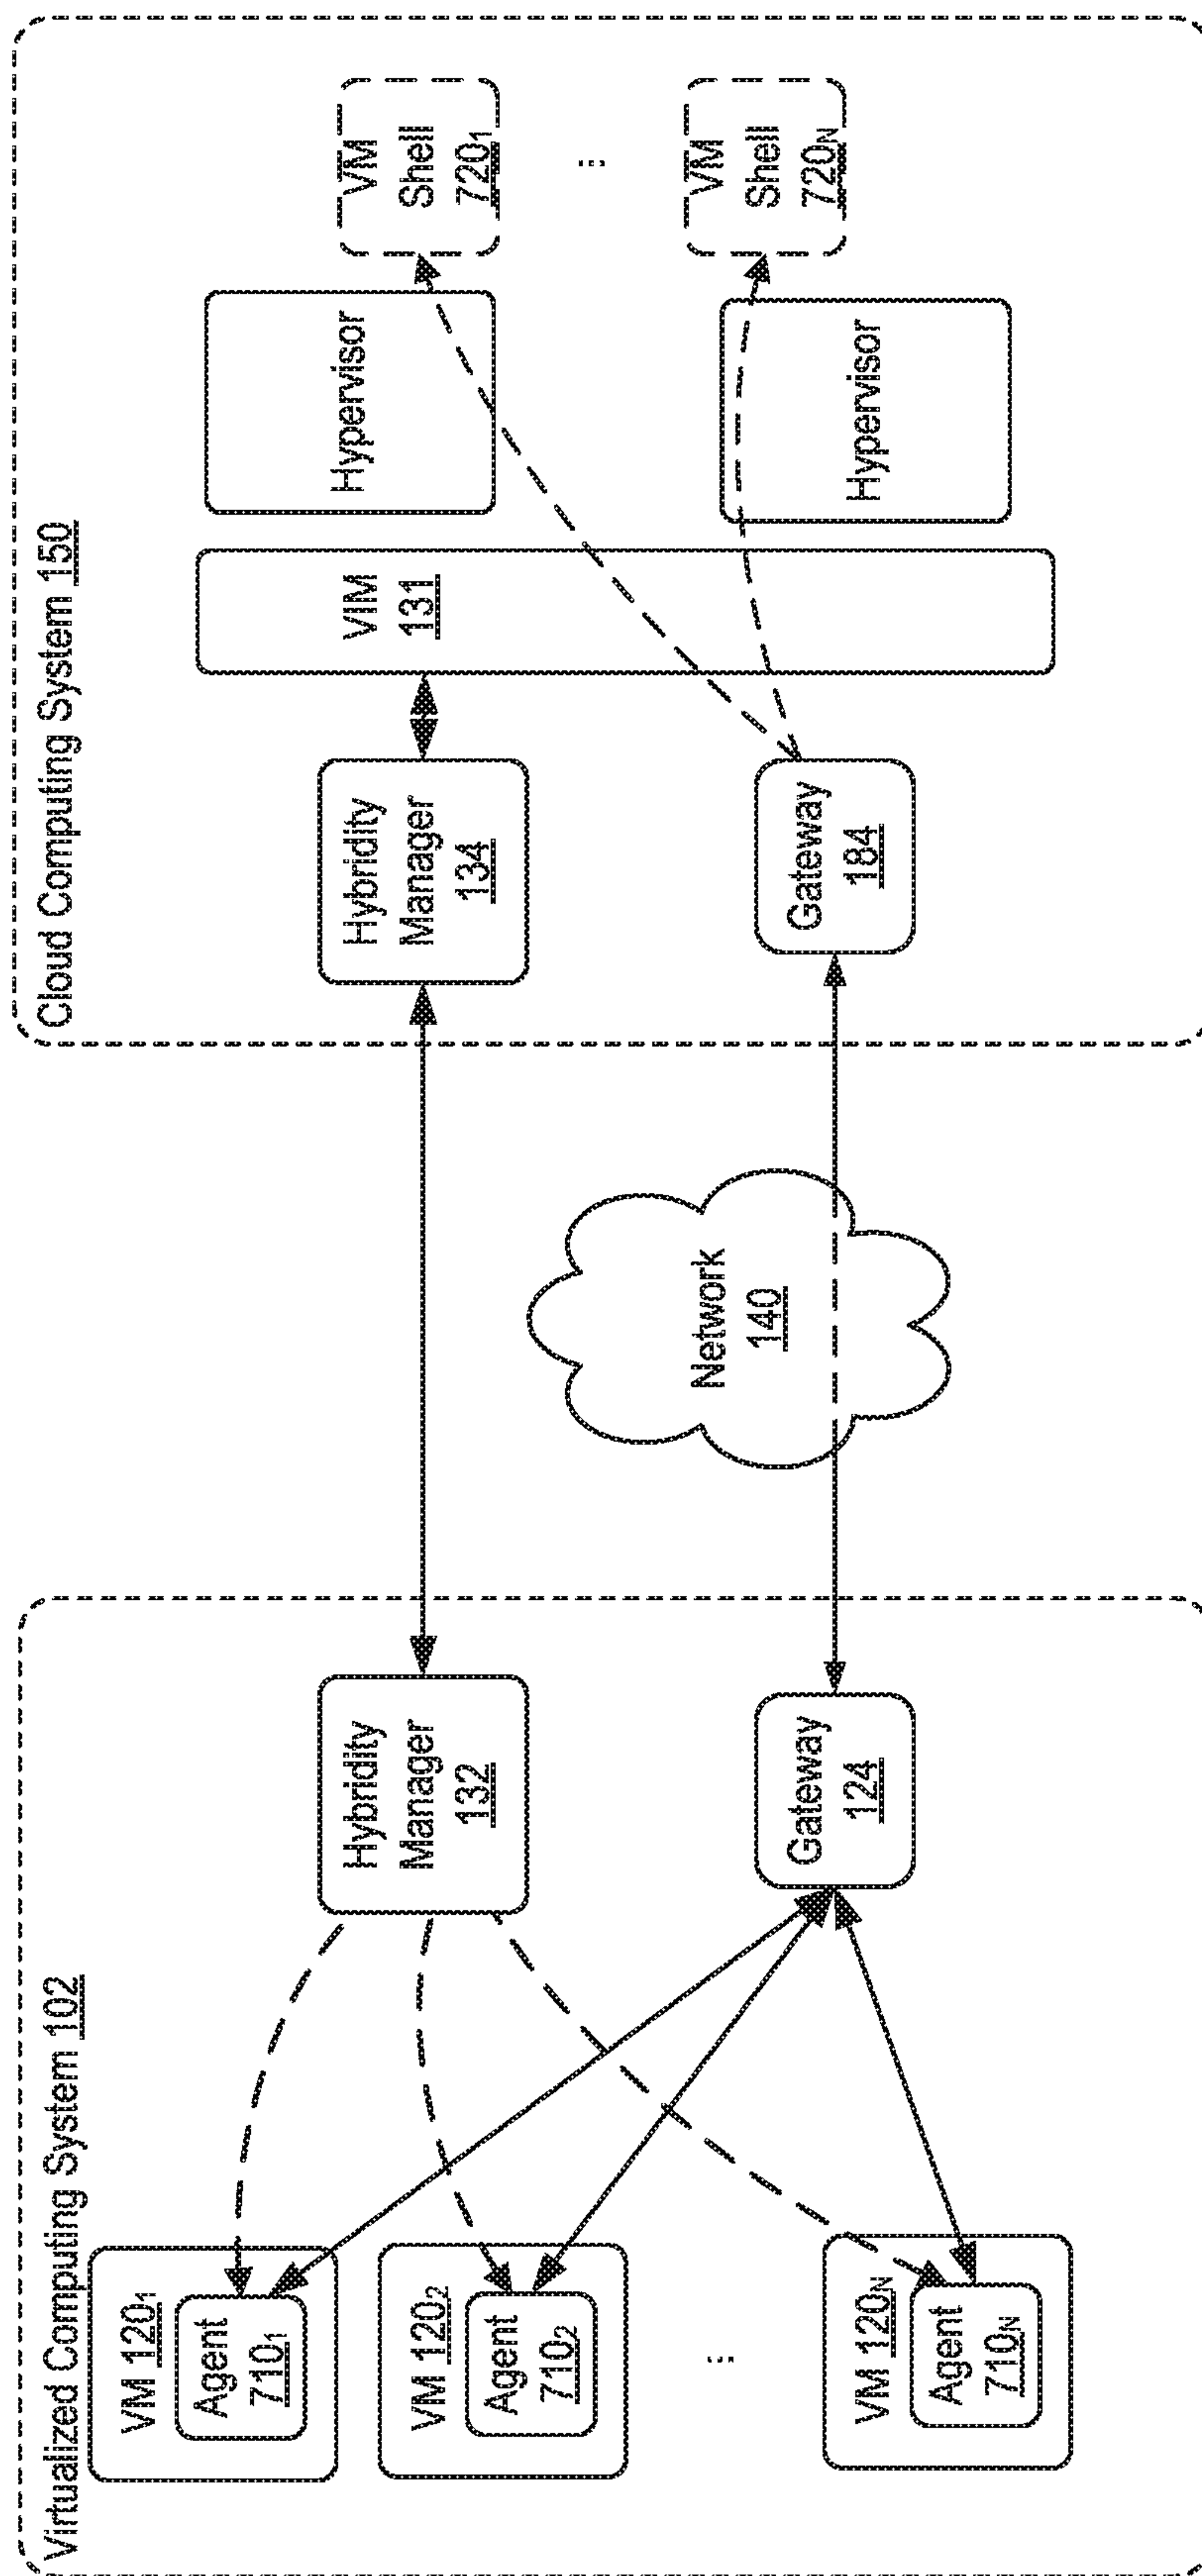 Virtualized Computing System 102
VM 120₁
Agent
710₁
VM 120₂
Agent
710₂
...
VM 120N
Agent
710N
Hybridity
Manager
132
Gateway
124
Network
140
Cloud Computing System 150
Hybridity
Manager
134
Gateway
184
VIM
131
Hypervisor
Hypervisor
VM
Shell
720₁
...
VM
Shell
720N